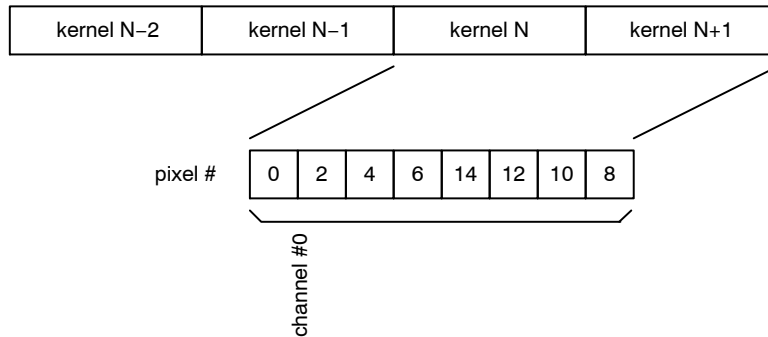 kernel N−2 kernel N−1 kernel N kernel N+1
pixel # 0 2 4 6 14 12 10 8
channel #0